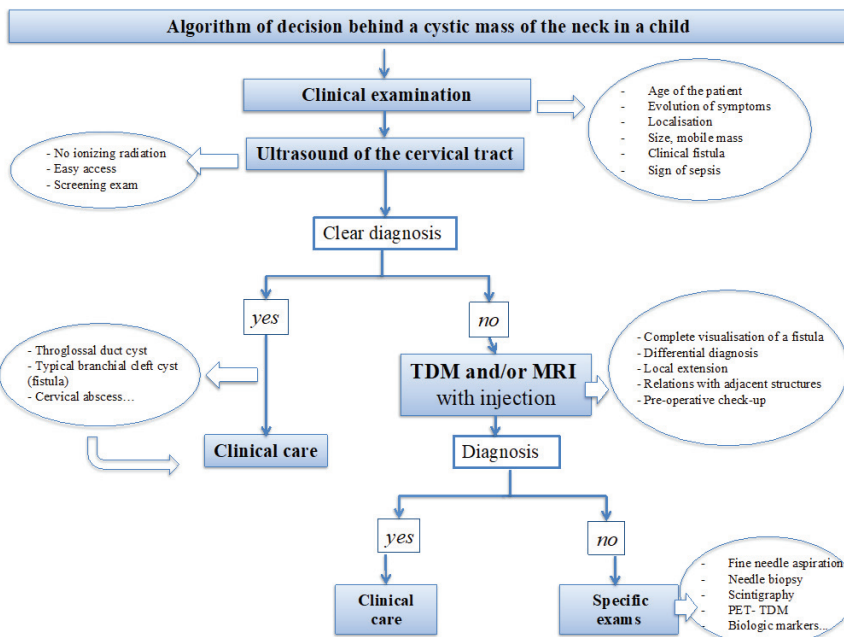 Algorithm of decision behind a cystic mass of the neck in a child
Clinical examination
- Age of the patient
- Evolution of symptoms
- Localisation
- Size, mobile mass
- Clinical fistula
- Sign of sepsis
Ultrasound of the cervical tract
- No ionizing radiation
- Easy access
- Screening exam
Clear diagnosis
yes
no
- Throglossal duct cyst
- Typical branchial cleft cyst
(fistula)
- Cervical abscess...
TDM and/or MRI
with injection
- Complete visualisation of a fistula
- Differential diagnosis
- Local extension
- Relations with adjacent structures
- Pre-operative check-up
Clinical care
Diagnosis
yes
no
Clinical
care
Specific
exams
- Fine needle aspiration
- Needle biopsy
- Scintigraphy
- PET- TDM
- Biologic markers...